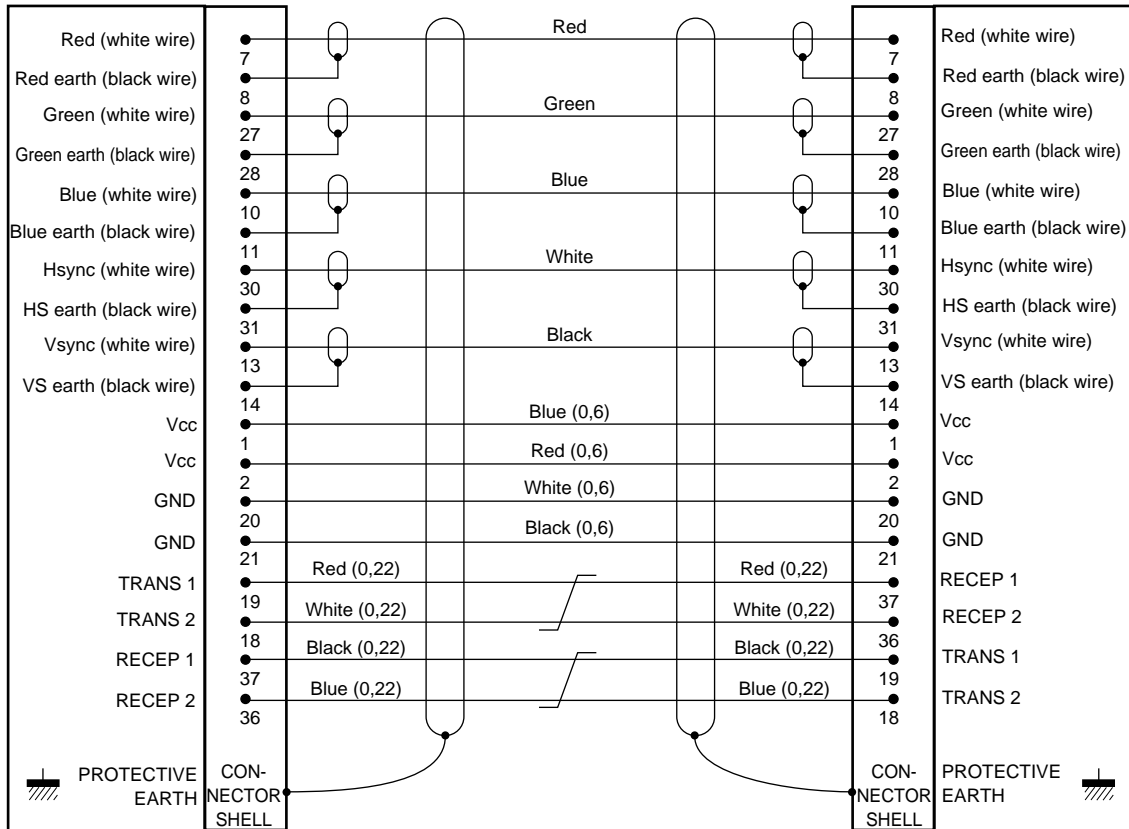 Red (white wire) 7 Red 7 Red (white wire)
Red earth (black wire) 8 8 Red earth (black wire)
Green (white wire) 27 Green 27 Green (white wire)
Green earth (black wire) 28 28 Green earth (black wire)
Blue (white wire) 10 Blue 10 Blue (white wire)
Blue earth (black wire) 11 11 Blue earth (black wire)
Hsync (white wire) 30 White 30 Hsync (white wire)
HS earth (black wire) 31 31 HS earth (black wire)
Vsync (white wire) 13 Black 13 Vsync (white wire)
VS earth (black wire) 14 14 VS earth (black wire)
Vcc 1 Blue (0,6) 1 Vcc
Vcc 2 Red (0,6) 2 Vcc
GND 20 White (0,6) 20 GND
GND 21 Black (0,6) 21 GND
TRANS 1 19 Red (0,22) Red (0,22) 37 RECEP 1
TRANS 2 18 White (0,22) White (0,22) 36 RECEP 2
RECEP 1 37 Black (0,22) Black (0,22) 19 TRANS 1
RECEP 2 36 Blue (0,22) Blue (0,22) 18 TRANS 2
PROTECTIVE CON- CON- PROTECTIVE
EARTH NECTOR NECTOR EARTH
SHELL SHELL